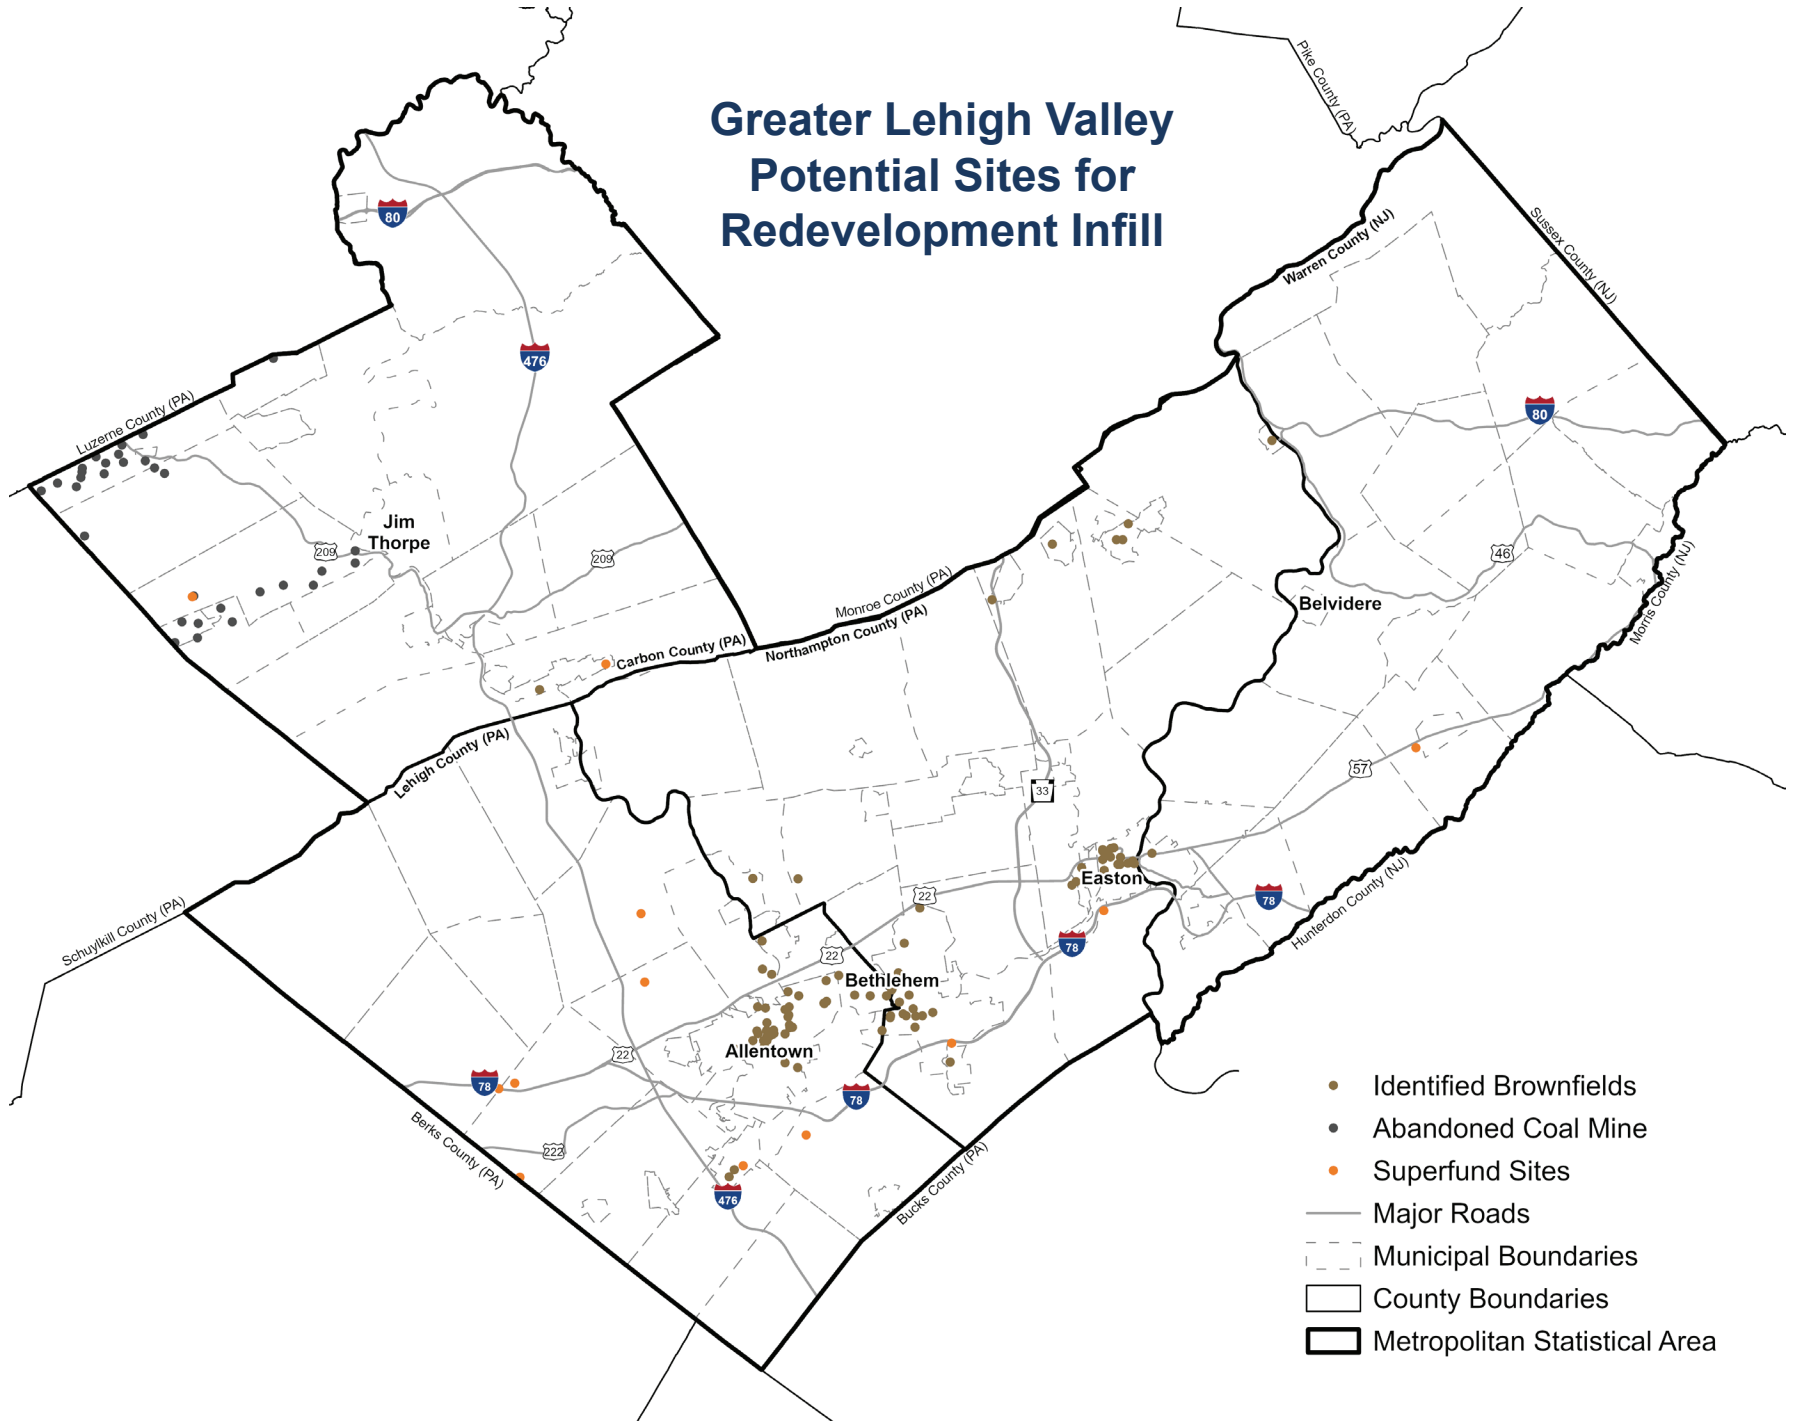 Greater Lehigh Valley
Potential Sites for
Redevelopment Infill
Pike County (PA)
Warren County (NJ)
Sussex County (NJ)
80
476
Luzerne County (PA)
80
Jim
Thorpe
209
209
46
Monroe County (PA)
Northampton County (PA)
Belvidere
Morris County (NJ)
Carbon County (PA)
Lehigh County (PA)
57
33
Schuylkill County (PA)
Easton
22
78
Hunterdon County (NJ)
78
22
Bethlehem
Allentown
22
78
78
Berks County (PA)
222
476
Bucks County (PA)
Identified Brownfields
Abandoned Coal Mine
Superfund Sites
Major Roads
Municipal Boundaries
County Boundaries
Metropolitan Statistical Area